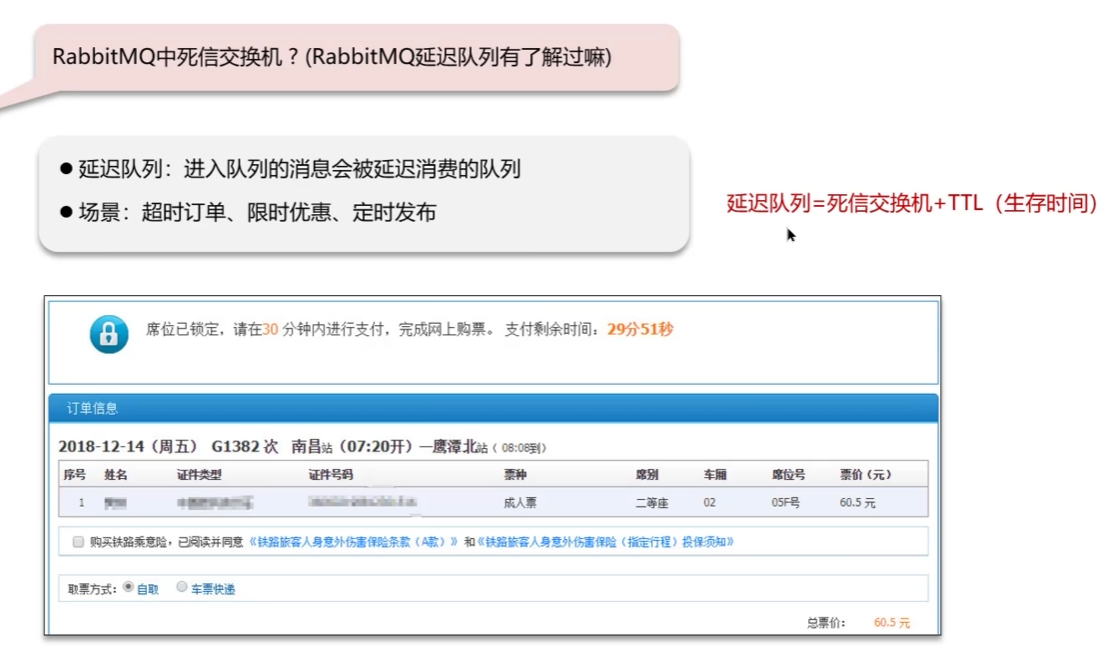 RabbitMQ中死信交换机？(RabbitMQ延迟队列有了解过嘛)
● 延迟队列：进入队列的消息会被延迟消费的队列
● 场景：超时订单、限时优惠、定时发布
延迟队列=死信交换机+TTL（生存时间）
席位已锁定，请在30 分钟内进行支付，完成网上购票。 支付剩余时间：29分51秒
订单信息
2018-12-14（周五） G1382 次 南昌站（07:20开）—鹰潭北站（ 08:08到）
序号 姓名 证件类型 证件号码 票种 席别 车厢 席位号 票价（元）
1 成人票 二等座 02 05F号 60.5 元
购买铁路乘意险，已阅读并同意《铁路旅客人身意外伤害保险条款（A款）》 和《铁路旅客人身意外伤害保险（指定行程）投保须知》
取票方式： 自取 车票快递
总票价： 60.5 元